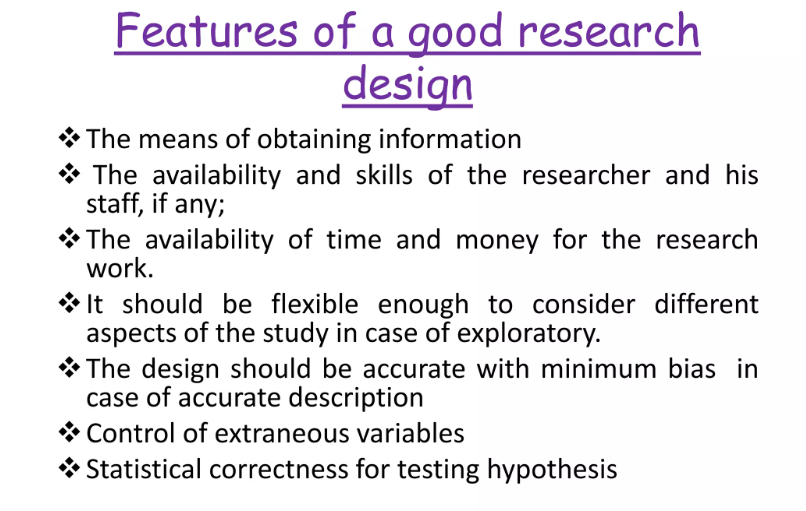 Features of a good research
design
❖ The means of obtaining information
❖ The availability and skills of the researcher and his
staff, if any;
❖ The availability of time and money for the research
work.
❖ It should be flexible enough to consider different
aspects of the study in case of exploratory.
❖ The design should be accurate with minimum bias in
case of accurate description
❖ Control of extraneous variables
❖ Statistical correctness for testing hypothesis